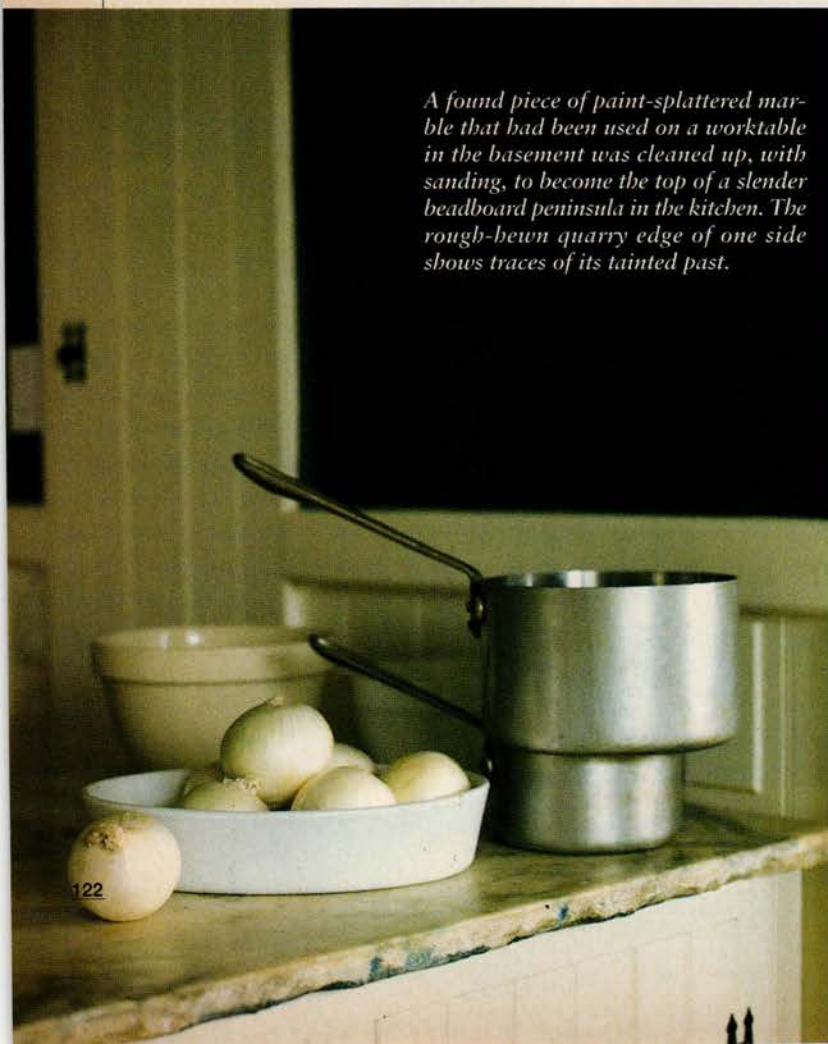 A found piece of paint-splattered mar-
ble that had been used on a worktable
in the basement was cleaned up, with
sanding, to become the top of a slender
beadboard peninsula in the kitchen. The
rough-hewn quarry edge of one side
shows traces of its tainted past.
122